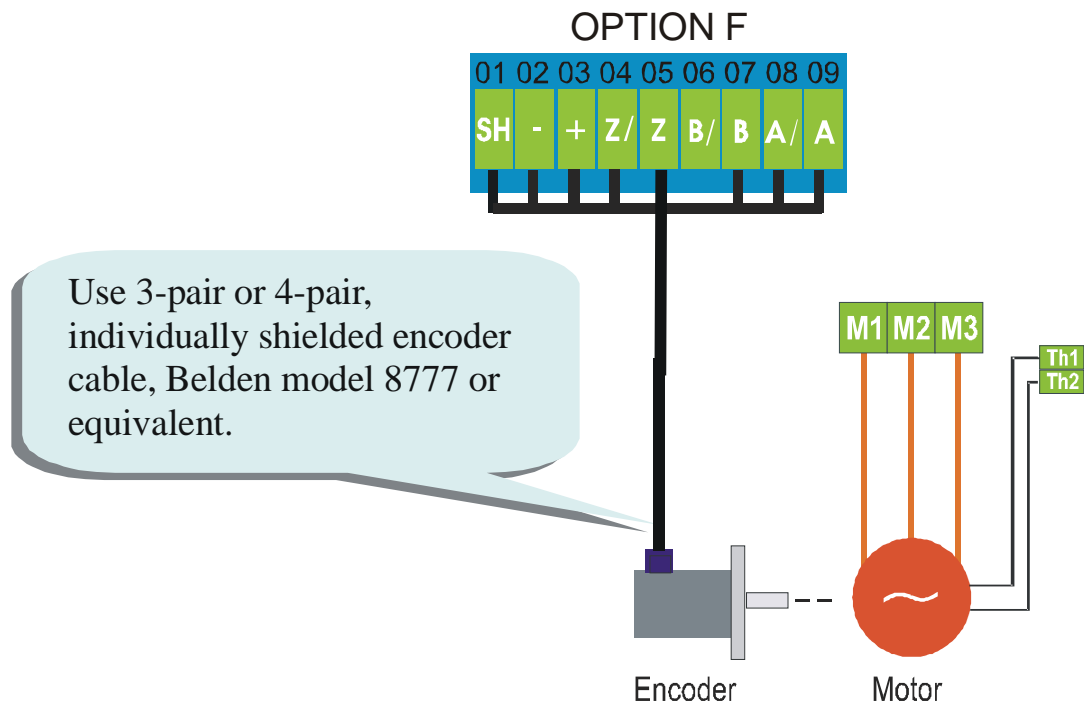 OPTION F
01 02 03 04 05 06 07 08 09
SH - + Z/ Z B/ B A/ A
Use 3-pair or 4-pair,
individually shielded encoder
cable, Belden model 8777 or
equivalent.
M1 M2 M3
Th1
Th2
Encoder
Motor